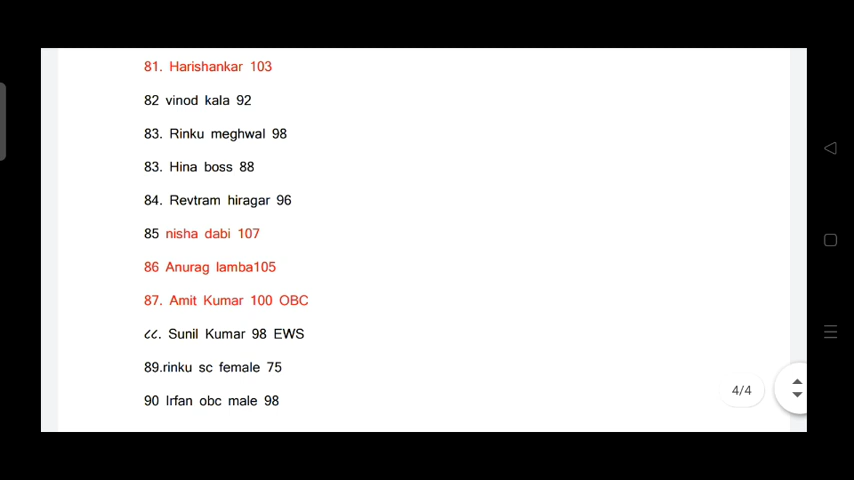 81. Harishankar 103
82 vinod kala 92
83. Rinku meghwal 98
83. Hina boss 88
84. Revtram hiragar 96
85 nisha dabi 107
86 Anurag lamba105
87. Amit Kumar 100 OBC
८८. Sunil Kumar 98 EWS
89.rinku sc female 75
90 Irfan obc male 98
4/4